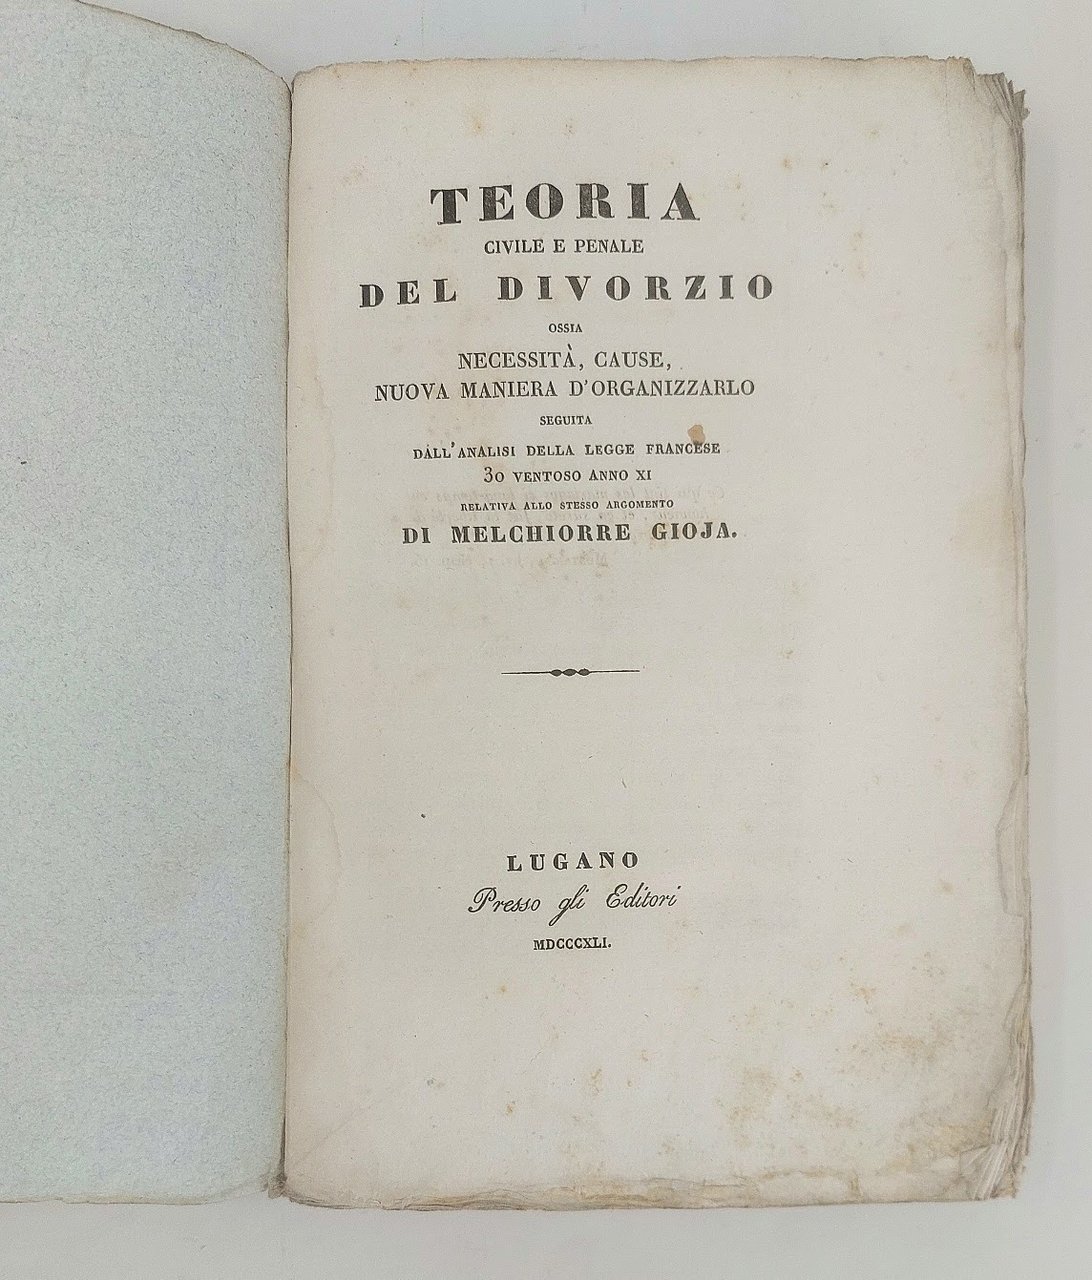 TEORIA
CIVILE E PENALE
DEL DIVORZIO
OSSIA
NECESSITÀ, CAUSE,
NUOVA MANIERA D'ORGANIZZARLO
SEGUITA
DALL'ANALISI DELLA LEGGE FRANCESE
30 VENTOSO ANNO XI
RELATIVA ALLO STESSO ARGOMENTO
DI MELCHIORRE GIOJA.
LUGANO
Presso gli Editori
MDCCCXLI.